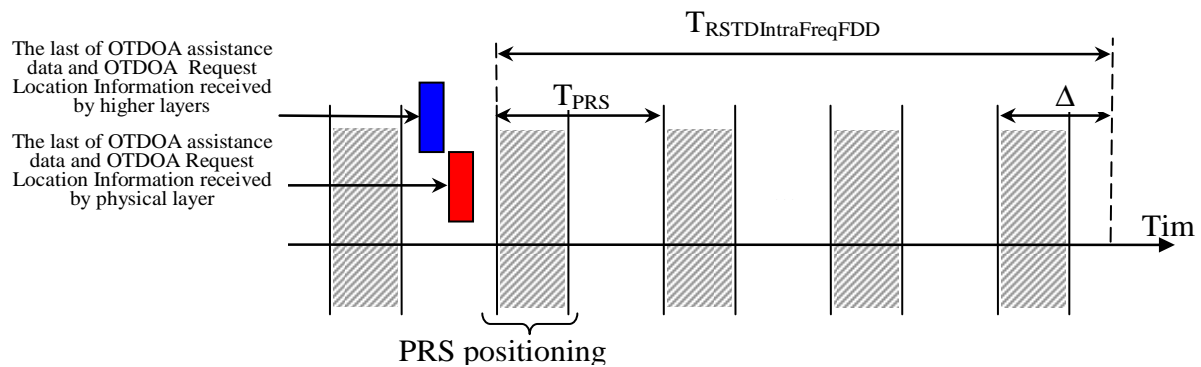 The last of OTDOA assistance
data and OTDOA Request
Location Information received
by higher layers
The last of OTDOA assistance
data and OTDOA Request
Location Information received
by physical layer
T_RSTDIntraFreqFDD
T_PRS
Δ
Tim
PRS positioning